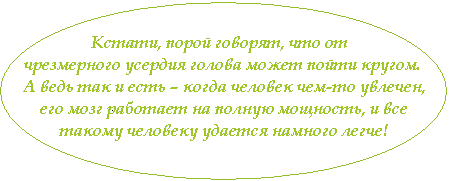 Кстати, порой говорят, что от
чрезмерного усердия голова может пойти кругом.
А ведь так и есть – когда человек чем-то увлечен,
его мозг работает на полную мощность, и все
такому человеку удается намного легче!